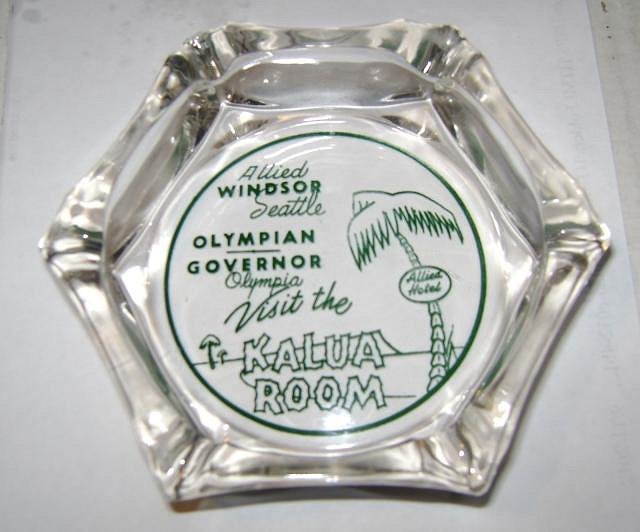 Allied
WINDSOR
Seattle
OLYMPIAN
GOVERNOR
Olympia
Visit the
KALUA
ROOM
Allied
Hotel